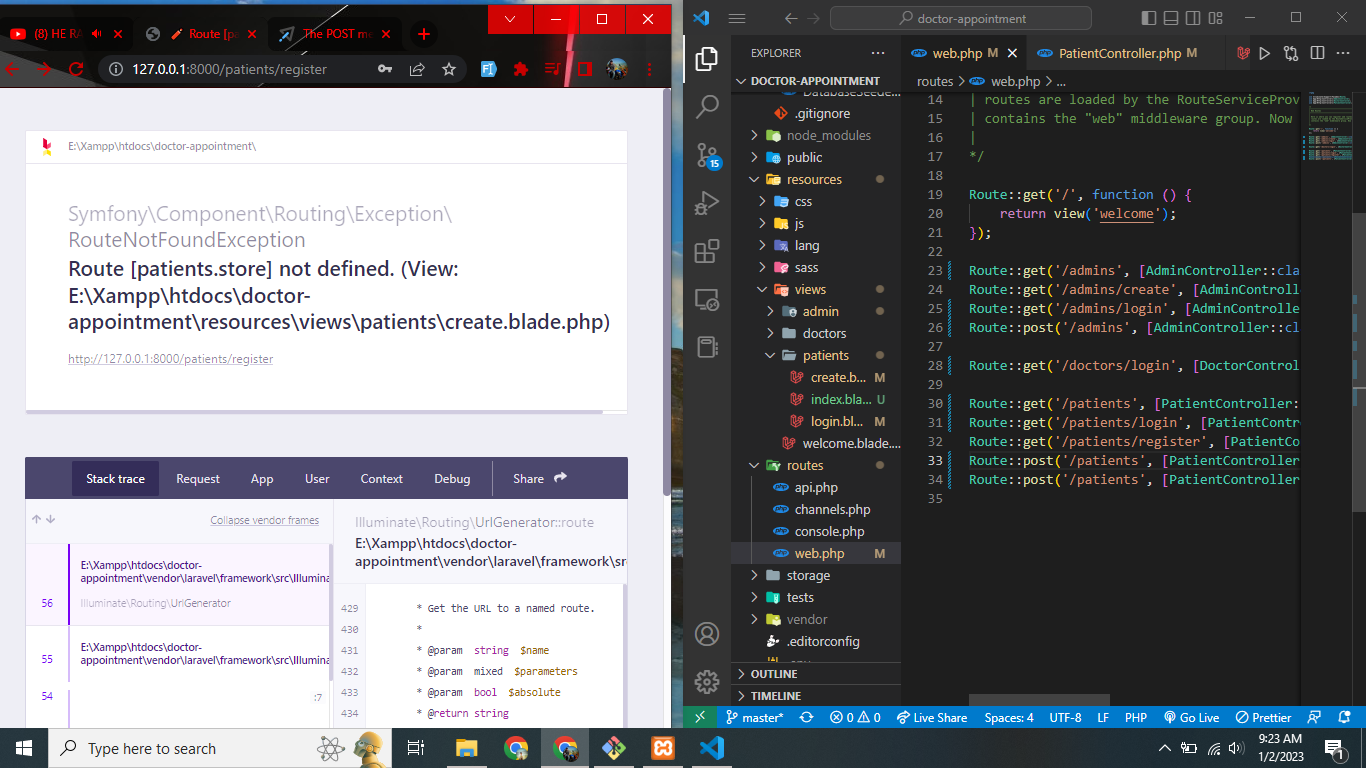 (8) HE RA
Route [p
The POST me
127.0.0.1:8000/patients/register
E:\Xampp\htdocs\doctor-appointment\
Symfony\Component\Routing\Exception\
RouteNotFoundException
Route [patients.store] not defined. (View:
E:\Xampp\htdocs\doctor-
appointment\resources\views\patients\create.blade.php)
http://127.0.0.1:8000/patients/register
Stack trace Request App User Context Debug Share
Collapse vendor frames
E:\Xampp\htdocs\doctor-
appointment\vendor\laravel\framework\src\Illumina
56 Illuminate\Routing\UrlGenerator
E:\Xampp\htdocs\doctor-
55 appointment\vendor\laravel\framework\src\Illumina
54 :7
Illuminate\Routing\UrlGenerator::route
E:\Xampp\htdocs\doctor-
appointment\vendor\laravel\framework\src
429 * Get the URL to a named route.
430 *
431 * @param string $name
432 * @param mixed $parameters
433 * @param bool $absolute
434 * @return string
doctor-appointment
EXPLORER
DOCTOR-APPOINTMENT
DatabaseSeede...
.gitignore
node_modules
public
resources
css
js
lang
sass
views
admin
doctors
patients
create.b... M
index.bla... U
login.bl... M
welcome.blade....
routes
api.php
channels.php
console.php
web.php M
storage
tests
vendor
.editorconfig
OUTLINE
TIMELINE
15
web.php M
PatientController.php M
routes > web.php > ...
14 | routes are loaded by the RouteServiceProv
15 | contains the "web" middleware group. Now
16 |
17 */
18
19 Route::get('/', function () {
20 return view('welcome');
21 });
22
23 Route::get('/admins', [AdminController::cla
24 Route::get('/admins/create', [AdminControll
25 Route::get('/admins/login', [AdminControlle
26 Route::post('/admins', [AdminController::cl
27
28 Route::get('/doctors/login', [DoctorControl
29
30 Route::get('/patients', [PatientController:
31 Route::get('/patients/login', [PatientContr
32 Route::get('/patients/register', [PatientCo
33 Route::post('/patients', [PatientController
34 Route::post('/patients', [PatientController
35
master* 0 0 Live Share Spaces: 4 UTF-8 LF PHP Go Live Prettier
Type here to search
9:23 AM
1/2/2023
1